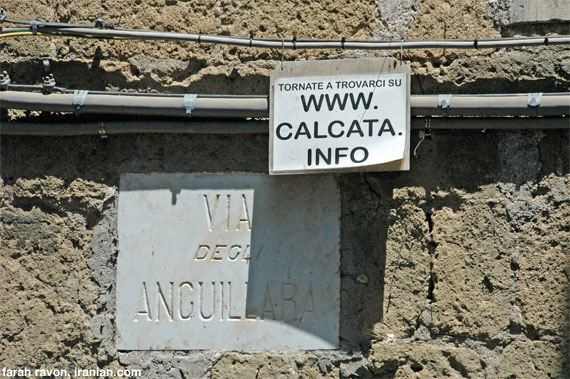 TORNATE A TROVARCI SU
WWW.
CALCATA.
INFO
VIA
DEGLI
ANGUILLARA
farah ravon, iranian.com